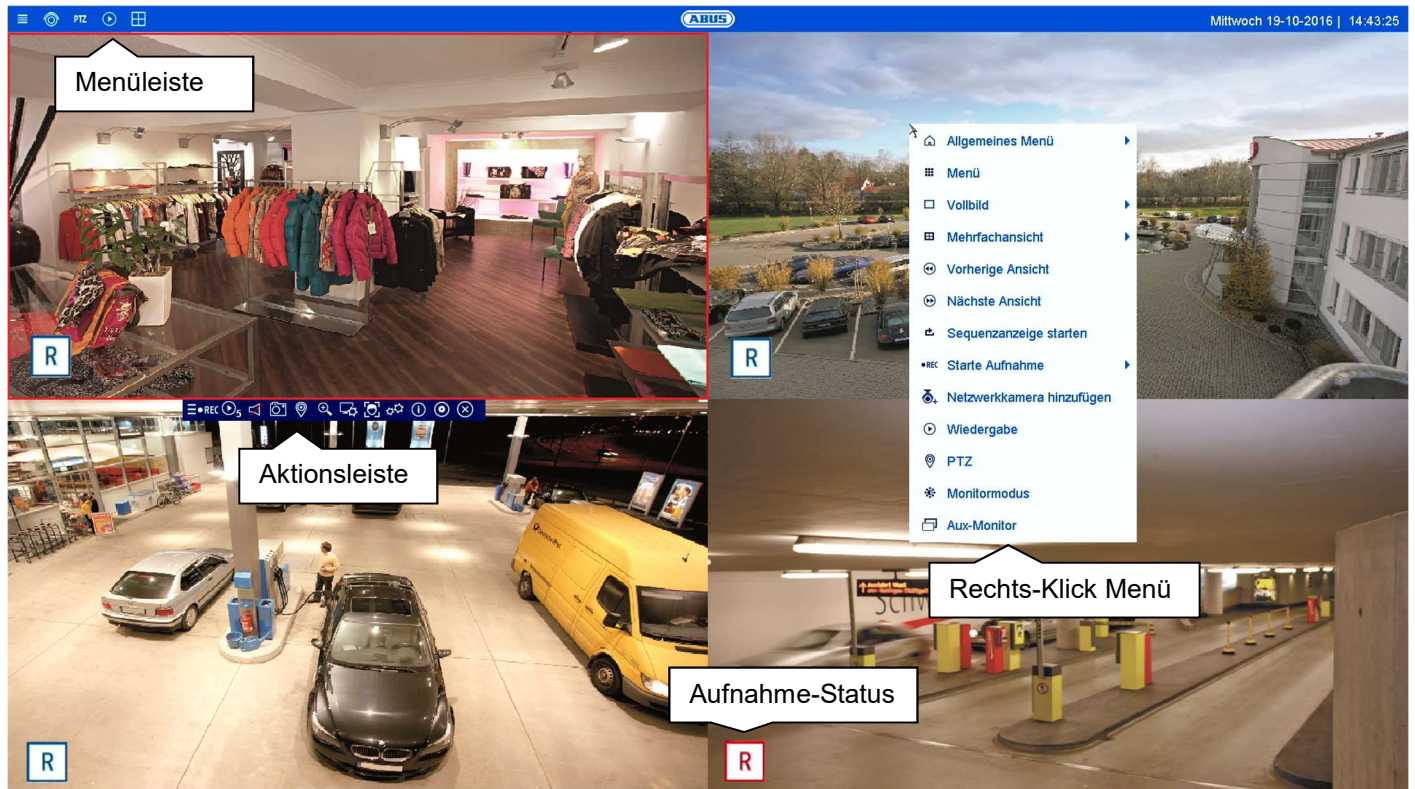 PTZ
ABUS
Mittwoch 19-10-2016 | 14:43:25
Menüleiste
R
R
Allgemeines Menü
Menü
Vollbild
Mehrfachansicht
Vorherige Ansicht
Nächste Ansicht
Sequenzanzeige starten
REC Starte Aufnahme
Netzwerkkamera hinzufügen
Wiedergabe
PTZ
Monitormodus
Aux-Monitor
REC 5
Aktionsleiste
Rechts-Klick Menü
Aufnahme-Status
R
R